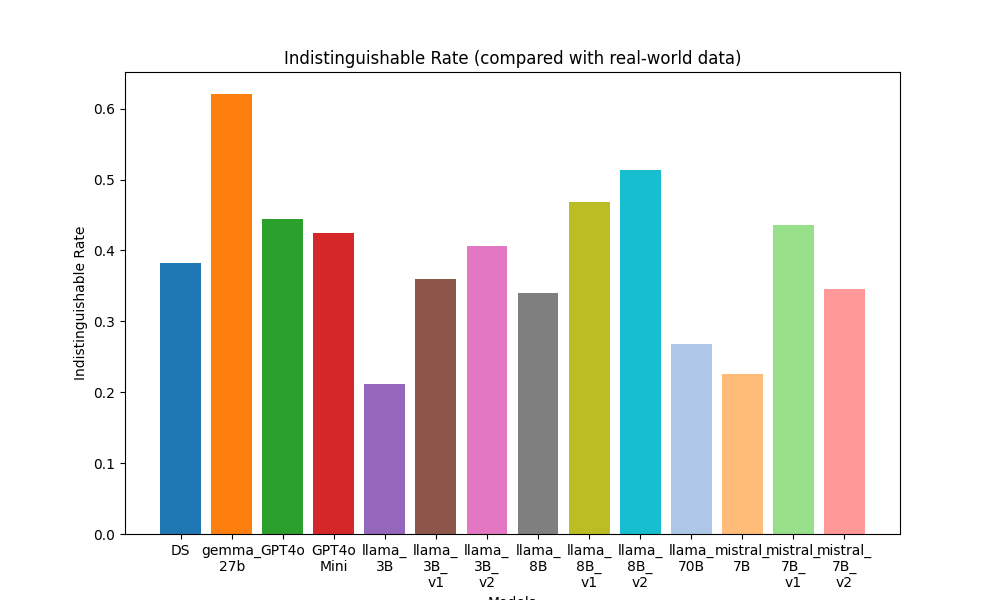 Indistinguishable Rate (compared with real-world data)
Indistinguishable Rate
0.6
0.5
0.4
0.3
0.2
0.1
0.0
DS
gemma_
27b
GPT4o
GPT4o
Mini
llama_
3B
llama_
3B_
v1
llama_
3B_
v2
llama_
8B
llama_
8B_
v1
llama_
8B_
v2
llama_
70B
mistral_
7B
mistral_
7B_
v1
mistral_
7B_
v2
Models